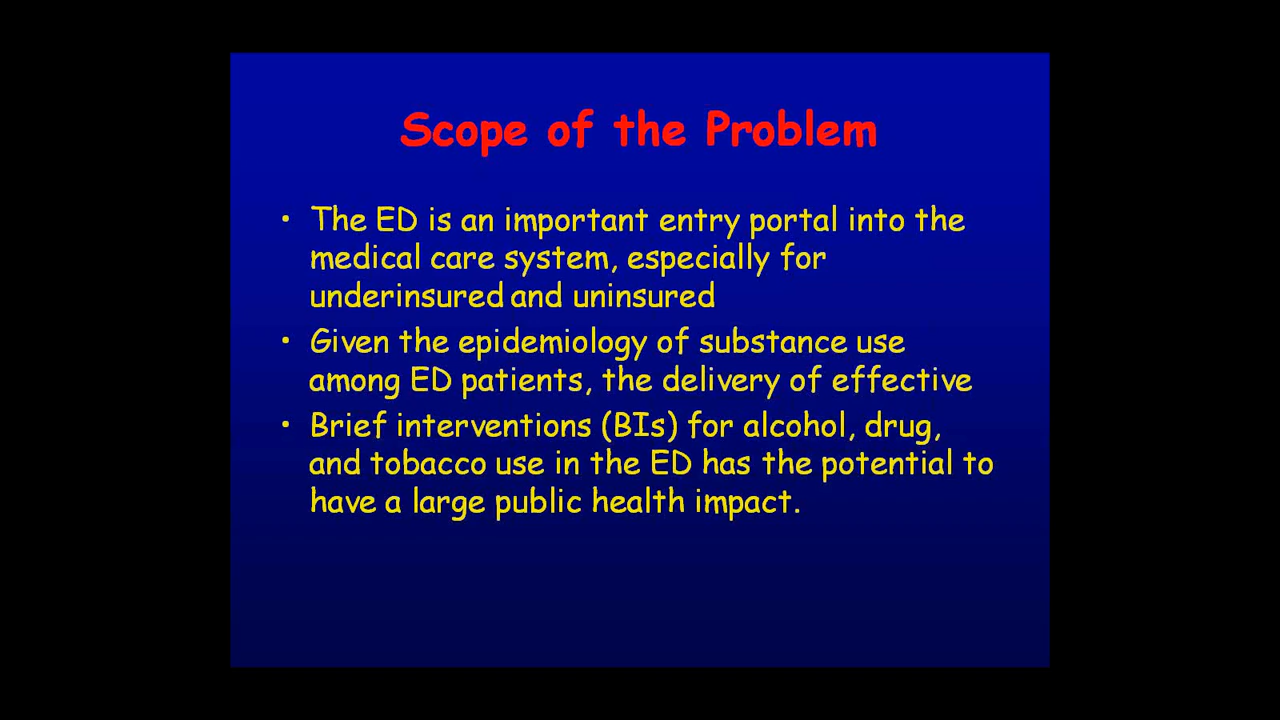 Scope of the Problem
• The ED is an important entry portal into the
medical care system, especially for
underinsured and uninsured
• Given the epidemiology of substance use
among ED patients, the delivery of effective
• Brief interventions (BIs) for alcohol, drug,
and tobacco use in the ED has the potential to
have a large public health impact.